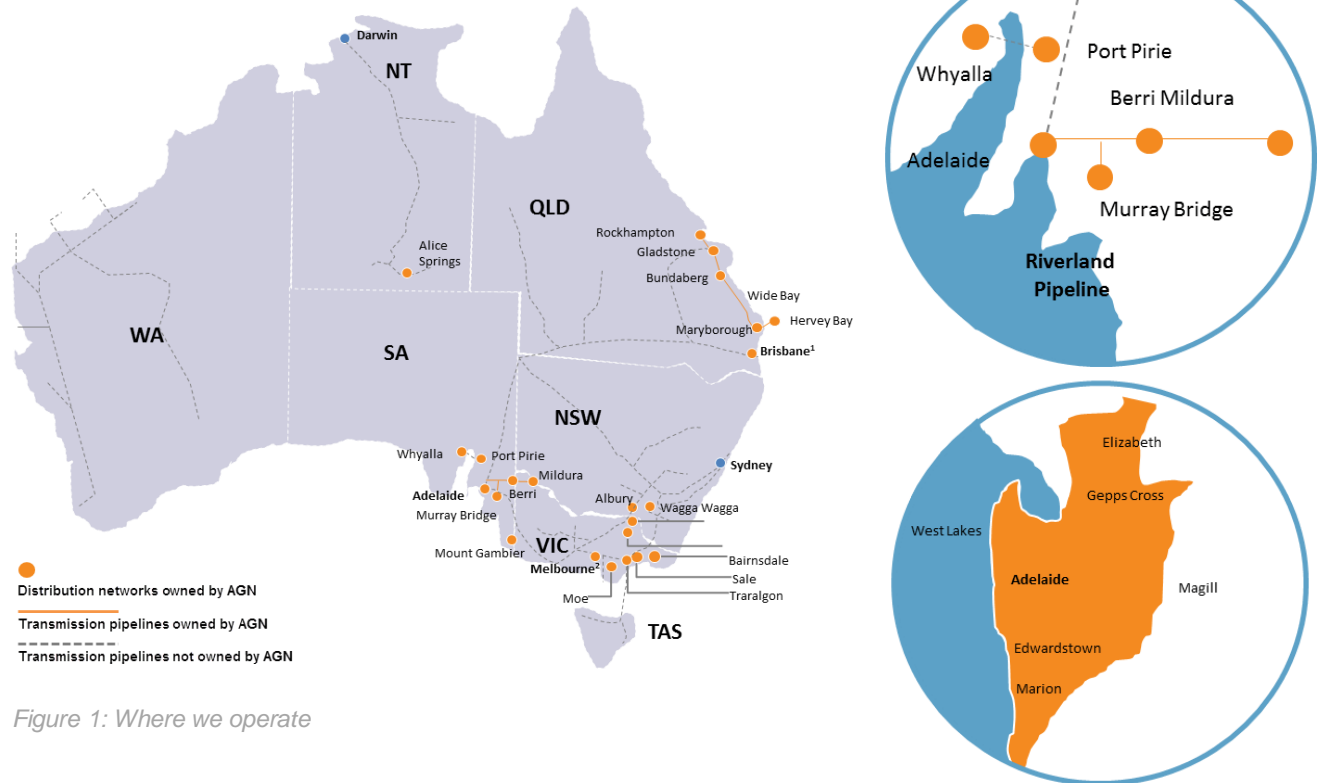 Darwin
NT
Alice
Springs
QLD
Rockhampton
Gladstone
Bundaberg
Wide Bay
Hervey Bay
Maryborough
Brisbane¹
WA
SA
NSW
Sydney
Whyalla
Port Pirie
Mildura
Adelaide
Berri
Murray Bridge
Albury
Wagga Wagga
Mount Gambier
VIC
Melbourne²
Bairnsdale
Sale
Traralgon
Moe
TAS
Distribution networks owned by AGN
Transmission pipelines owned by AGN
Transmission pipelines not owned by AGN
Figure 1: Where we operate
Whyalla
Port Pirie
Berri Mildura
Adelaide
Murray Bridge
Riverland
Pipeline
Elizabeth
Gepps Cross
West Lakes
Adelaide
Magill
Edwardstown
Marion